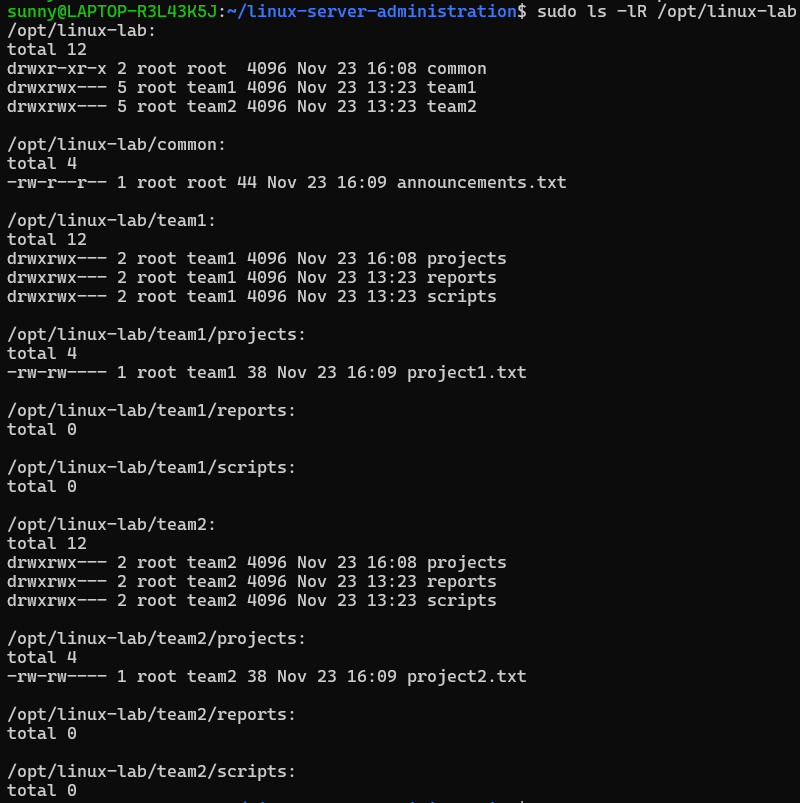 sunny@LAPTOP-R3L43K5J:~/linux-server-administration$ sudo ls -lR /opt/linux-lab
/opt/linux-lab:
total 12
drwxr-xr-x 2 root root  4096 Nov 23 16:08 common
drwxrwx--- 5 root team1 4096 Nov 23 13:23 team1
drwxrwx--- 5 root team2 4096 Nov 23 13:23 team2

/opt/linux-lab/common:
total 4
-rw-r--r-- 1 root root 44 Nov 23 16:09 announcements.txt

/opt/linux-lab/team1:
total 12
drwxrwx--- 2 root team1 4096 Nov 23 16:08 projects
drwxrwx--- 2 root team1 4096 Nov 23 13:23 reports
drwxrwx--- 2 root team1 4096 Nov 23 13:23 scripts

/opt/linux-lab/team1/projects:
total 4
-rw-rw---- 1 root team1 38 Nov 23 16:09 project1.txt

/opt/linux-lab/team1/reports:
total 0

/opt/linux-lab/team1/scripts:
total 0

/opt/linux-lab/team2:
total 12
drwxrwx--- 2 root team2 4096 Nov 23 16:08 projects
drwxrwx--- 2 root team2 4096 Nov 23 13:23 reports
drwxrwx--- 2 root team2 4096 Nov 23 13:23 scripts

/opt/linux-lab/team2/projects:
total 4
-rw-rw---- 1 root team2 38 Nov 23 16:09 project2.txt

/opt/linux-lab/team2/reports:
total 0

/opt/linux-lab/team2/scripts:
total 0